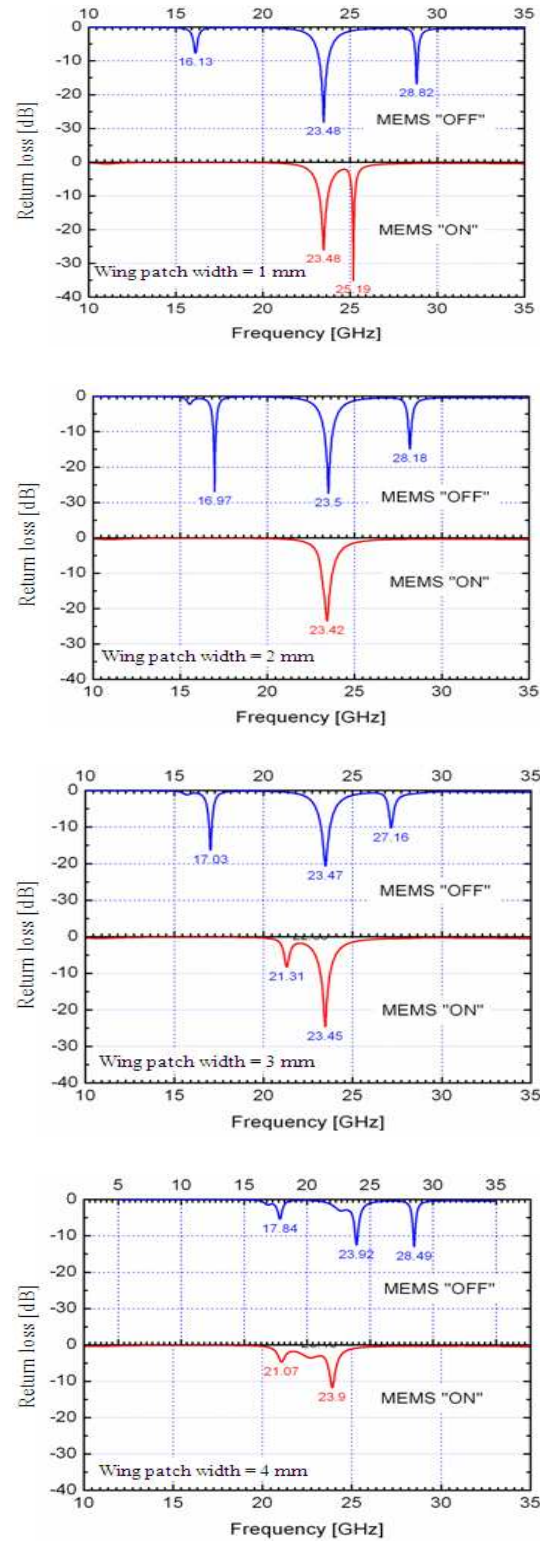 10 15 20 25 30 35
0
-10
-20
-30
0
-10
-20
-30
-40
Return loss [dB]
16.13
23.48
28.82
MEMS "OFF"
MEMS "ON"
23.48
25.19
Wing patch width = 1 mm
10 15 20 25 30 35
Frequency [GHz]
0
-10
-20
-30
0
-10
-20
-30
-40
Return loss [dB]
16.97
23.5
28.18
MEMS "OFF"
MEMS "ON"
23.42
Wing patch width = 2 mm
10 15 20 25 30 35
Frequency [GHz]
10 15 20 25 30 35
0
-10
-20
-30
0
-10
-20
-30
-40
Return loss [dB]
17.03
23.47
27.16
MEMS "OFF"
21.31
23.45
MEMS "ON"
Wing patch width = 3 mm
10 15 20 25 30 35
Frequency [GHz]
5 10 15 20 25 30 35
0
-10
-20
-30
0
-10
-20
-30
-40
Return loss [dB]
17.84
23.92
28.49
MEMS "OFF"
21.07
23.9
MEMS "ON"
Wing patch width = 4 mm
10 15 20 25 30 35
Frequency [GHz]